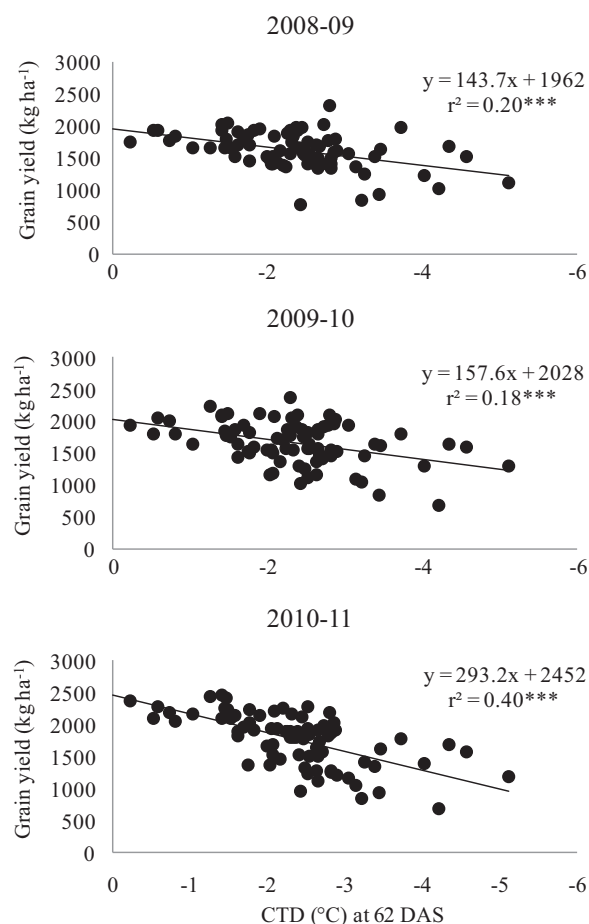 2008-09
3000
2500
2000
1500
1000
500
0
Grain yield (kg ha-1)
y = 143.7x + 1962
r² = 0.20***
0 -2 -4 -6
2009-10
3000
2500
2000
1500
1000
500
0
Grain yield (kg ha-1)
y = 157.6x + 2028
r² = 0.18***
0 -2 -4 -6
2010-11
3000
2500
2000
1500
1000
500
0
Grain yield (kg ha-1)
y = 293.2x + 2452
r² = 0.40***
0 -1 -2 -3 -4 -5 -6
CTD (°C) at 62 DAS